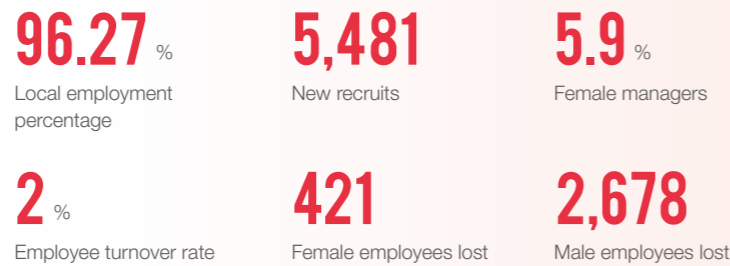 96.27 %
Local employment
percentage
5,481
New recruits
5.9 %
Female managers
2 %
Employee turnover rate
421
Female employees lost
2,678
Male employees lost